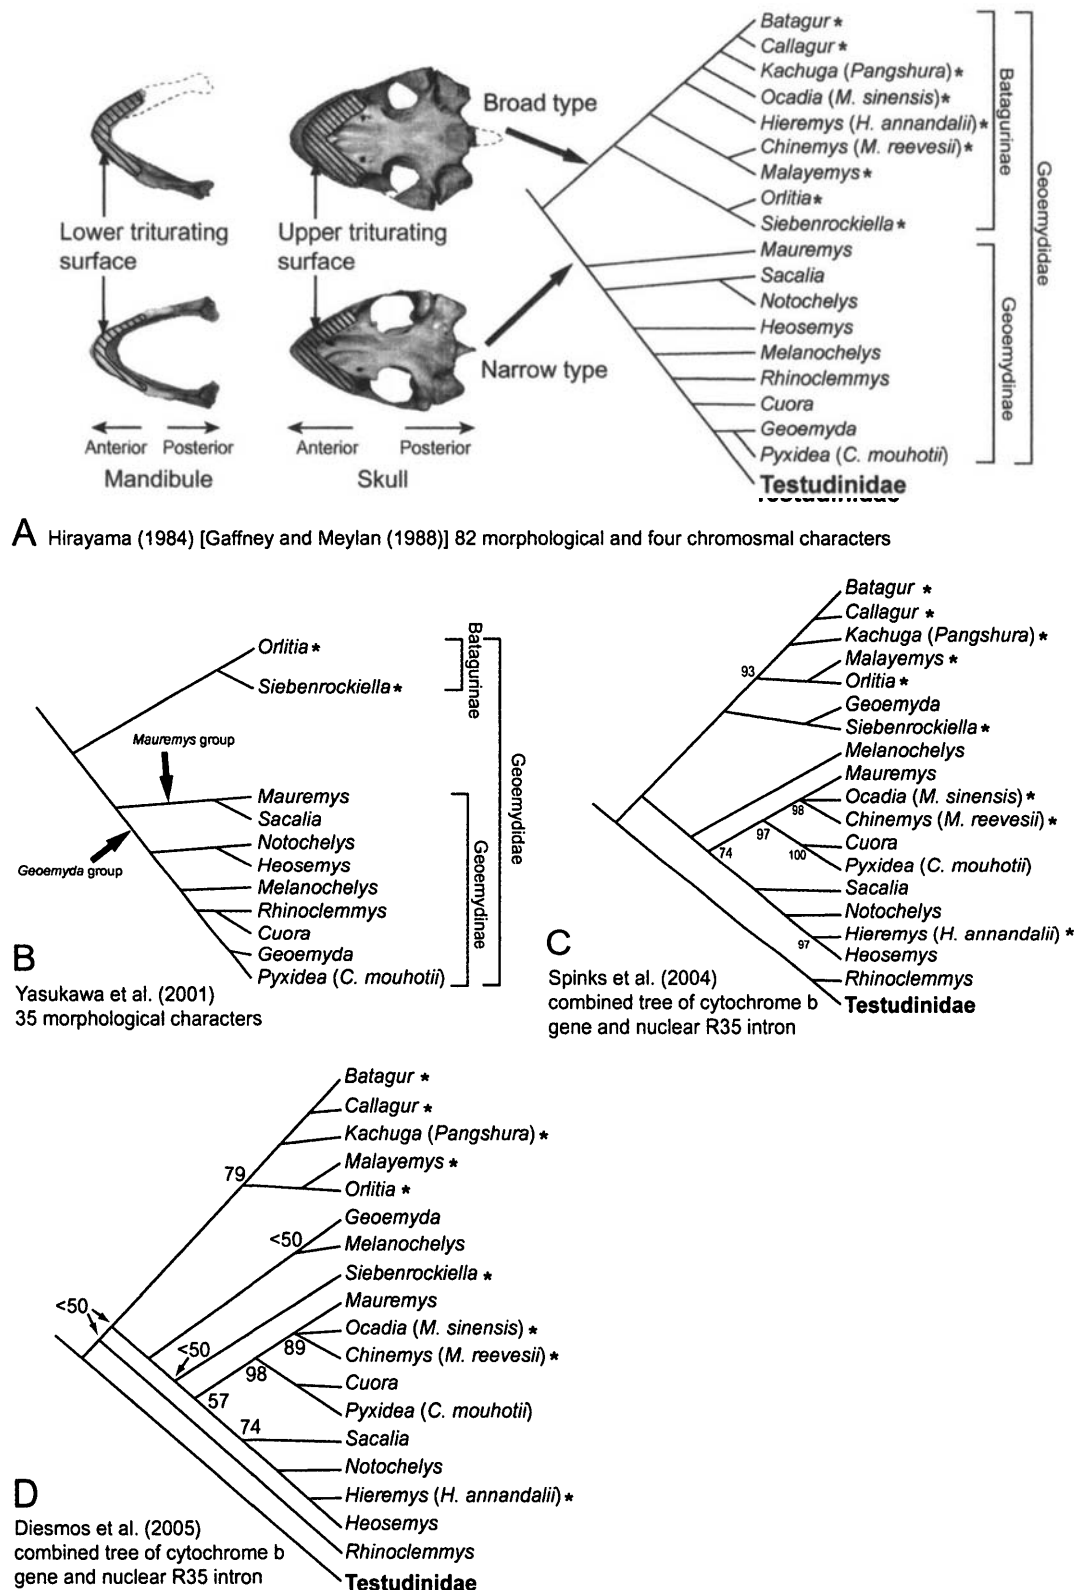 Batagur *
Callagur *
Kachuga (Pangshura) *
Ocadia (M. sinensis) *
Hieremys (H. annandalii) *
Chinemys (M. reevesii) *
Malayemys *
Orlitia *
Siebenrockiella *
Mauremys
Sacalia
Notochelys
Heosemys
Melanochelys
Rhinoclemmys
Cuora
Geoemyda
Pyxidea (C. mouhotii)
Testudinidae
Batagurinae
Geoemydinae
Geoemydidae
Broad type
Narrow type
Lower triturating
surface
Upper triturating
surface
Anterior Posterior
Mandibule
Anterior Posterior
Skull
A Hirayama (1984) [Gaffney and Meylan (1988)] 82 morphological and four chromosmal characters
Orlitia *
Siebenrockiella *
Mauremys group
Geoemyda group
Mauremys
Sacalia
Notochelys
Heosemys
Melanochelys
Rhinoclemmys
Cuora
Geoemyda
Pyxidea (C. mouhotii)
Batagurinae
Geoemydinae
Geoemydidae
B
Yasukawa et al. (2001)
35 morphological characters
Batagur *
Callagur *
Kachuga (Pangshura) *
Malayemys *
93
Orlitia *
Geoemyda
Siebenrockiella *
Melanochelys
Mauremys
Ocadia (M. sinensis) *
98
Chinemys (M. reevesii) *
97
Cuora
74
100
Pyxidea (C. mouhotii)
Sacalia
Notochelys
Hieremys (H. annandalii) *
97
Heosemys
Rhinoclemmys
Testudinidae
C
Spinks et al. (2004)
combined tree of cytochrome b
gene and nuclear R35 intron
Batagur *
Callagur *
Kachuga (Pangshura) *
Malayemys *
79
Orlitia *
Geoemyda
<50
Melanochelys
Siebenrockiella *
Mauremys
<50
Ocadia (M. sinensis) *
<50
89
Chinemys (M. reevesii) *
98
Cuora
57
Pyxidea (C. mouhotii)
74
Sacalia
Notochelys
Hieremys (H. annandalii) *
Heosemys
Rhinoclemmys
Testudinidae
D
Diesmos et al. (2005)
combined tree of cytochrome b
gene and nuclear R35 intron